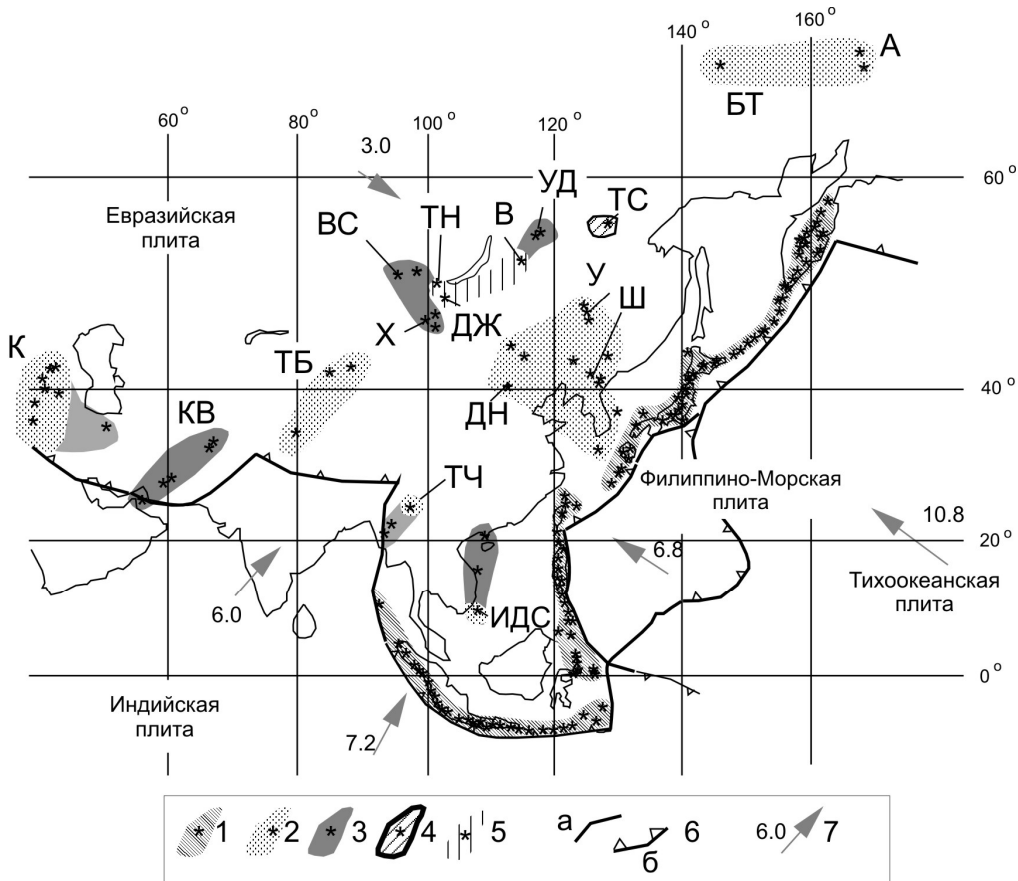 140 o
160 o
А
БТ
60 o
80 o
100 o
120 o
3.0
60 o
УД
ТС
Евразийская
плита
ВС
ТН
В
У
Ш
Х
ДЖ
К
ТБ
40 o
ДН
КВ
ТЧ
Филиппино-Морская
плита
10.8
20 o
6.8
Тихоокеанская
плита
6.0
ИДС
0 o
Индийская
плита
7.2
1 2 3 4 5 а б 6 6.0 7